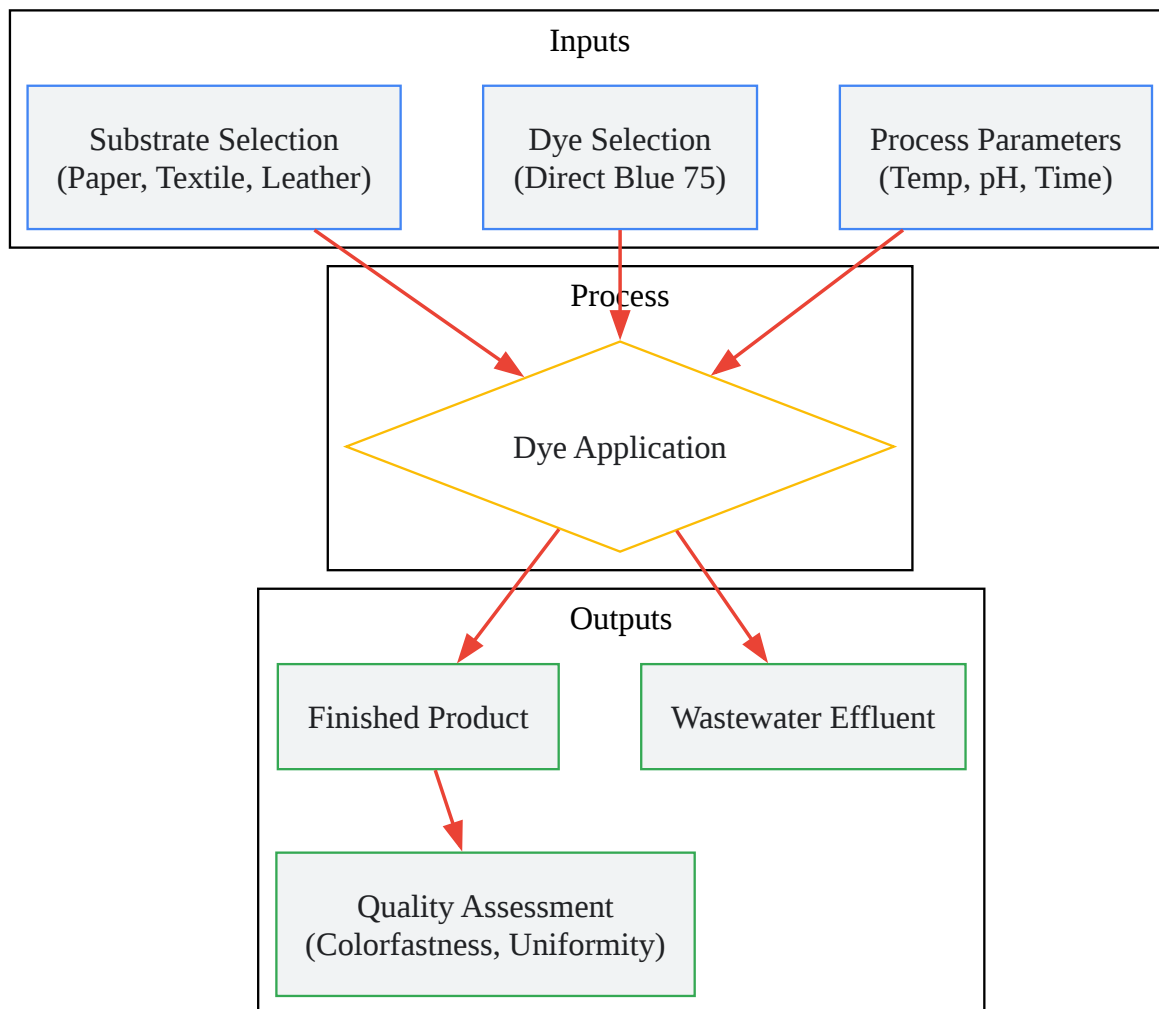 Inputs
Substrate Selection
(Paper, Textile, Leather)
Dye Selection
(Direct Blue 75)
Process Parameters
(Temp, pH, Time)
Process
Dye Application
Outputs
Finished Product
Wastewater Effluent
Quality Assessment
(Colorfastness, Uniformity)